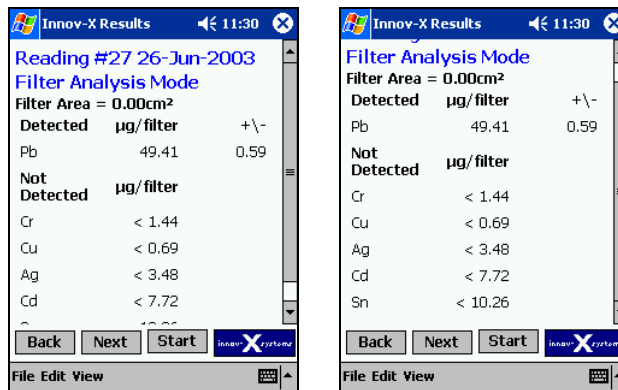 Innov-X Results 11:30
Reading #27 26-Jun-2003
Filter Analysis Mode
Filter Area = 0.00cm²
Detected µg/filter +\-
Pb 49.41 0.59
Not
Detected µg/filter
Cr < 1.44
Cu < 0.69
Ag < 3.48
Cd < 7.72
Back Next Start innov-X systems
File Edit View
Innov-X Results 11:30
Filter Analysis Mode
Filter Area = 0.00cm²
Detected µg/filter +\-
Pb 49.41 0.59
Not
Detected µg/filter
Cr < 1.44
Cu < 0.69
Ag < 3.48
Cd < 7.72
Sn < 10.26
Back Next Start innov-X systems
File Edit View